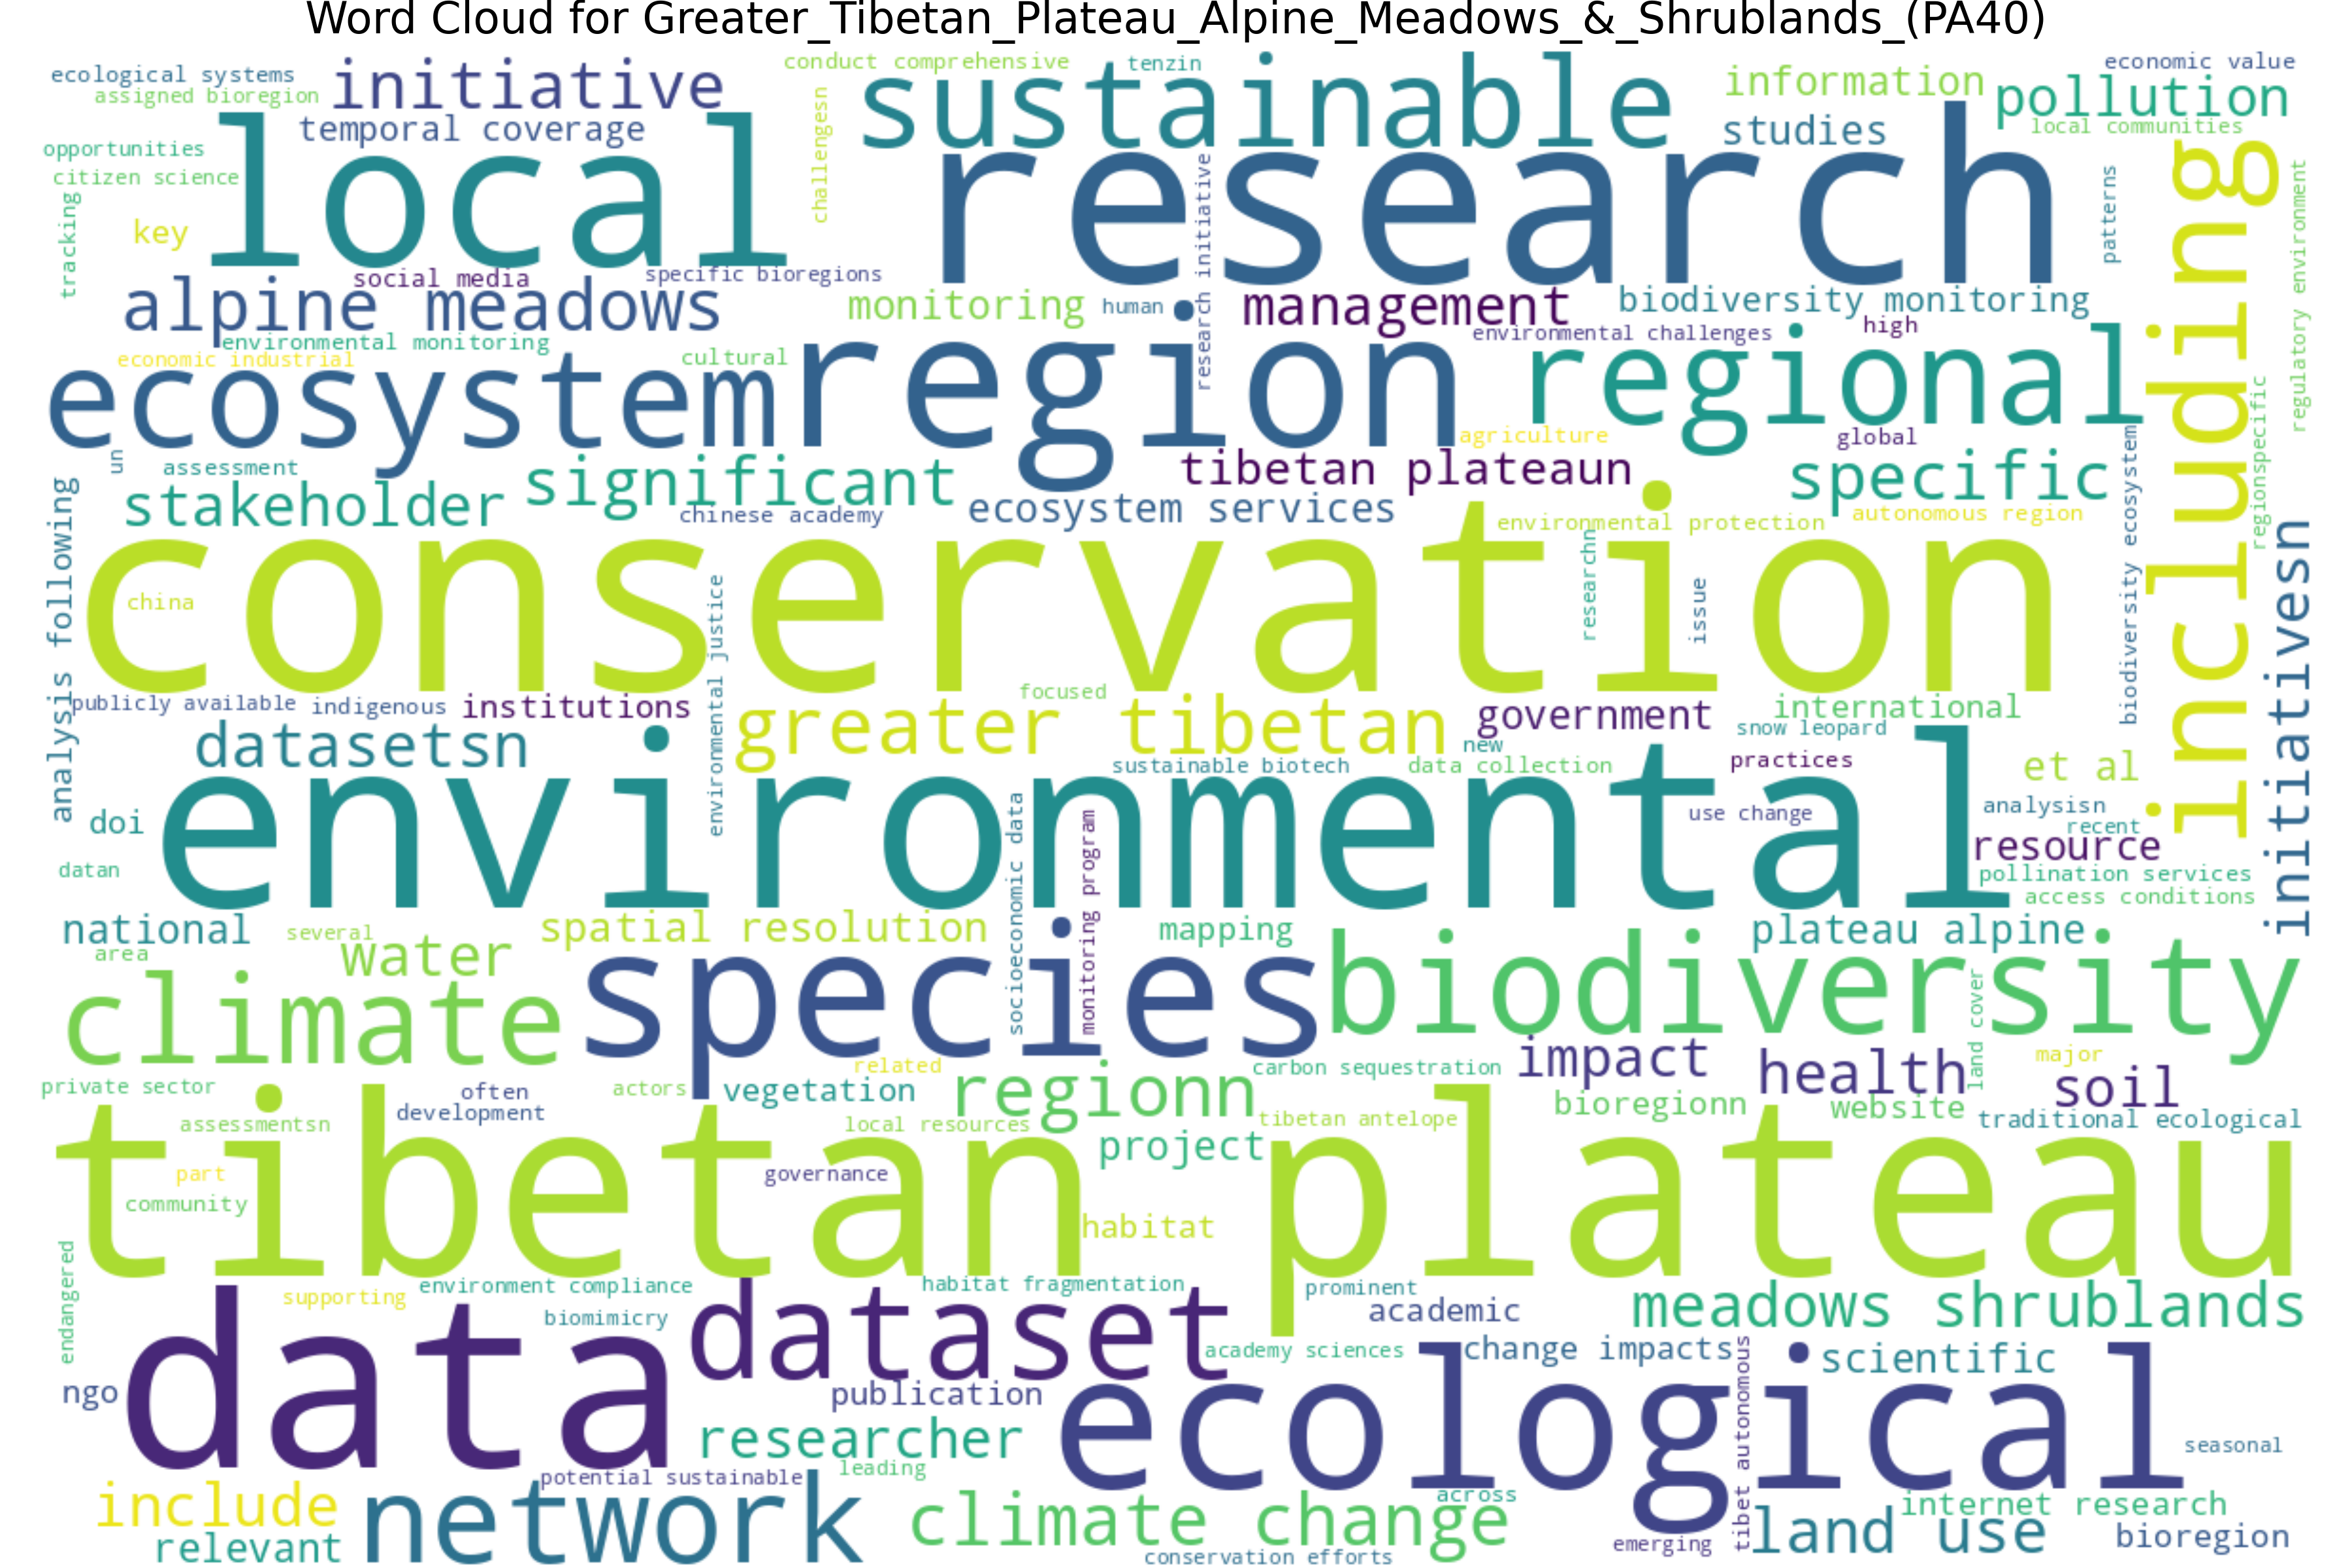 Word Cloud for Greater_Tibetan_Plateau_Alpine_Meadows_&_Shrublands_(PA40)
ecological systems
assigned bioregion
initiative
conduct comprehensive
tenzin
sustainable
information
economic value
pollution
temporal coverage
studies
local communities
opportunities
citizen science
local
challengesn
research
including
regulatory environment
patterns
tracking
key
research initiative
social media
specific bioregions
alpine meadows
monitoring
human
management
biodiversity monitoring
environmental monitoring
economic industrial
cultural
environmental challenges
high
ecosystem
region
regional
regionspecific
agriculture
global
un
assessment
stakeholder
significant
tibetan plateaun
specific
chinese academy
ecosystem services
environmental protection
autonomous region
biodiversity ecosystem
initiativesn
analysis following
conservation
china
researchn
issue
environmental justice
publicly available
indigenous
institutions
focused
greater tibetan
government
international
snow leopard
datasetsn
new
sustainable biotech
data collection
practices
et al
environmental
doi
use change
analysisn
recent
resource
datan
pollination services
access conditions
socioeconomic data
monitoring program
national
several
area
water
spatial resolution
mapping
plateau alpine
climate
species
biodiversity
land cover
related
carbon sequestration
impact
health
major
soil
private sector
often
development
actors
vegetation
regionn
bioregionn
website
traditional ecological
assessmentsn
local resources
tibetan antelope
project
tibetan plateau
part
community
governance
habitat
endangered
supporting
environment compliance
habitat fragmentation
prominent
biomimicry
academic
meadows shrublands
data
dataset
academy sciences
change impacts
scientific
tibet autonomous
ngo
publication
ecological
researcher
leading
seasonal
potential sustainable
include
network
climate change
across
internet research
relevant
conservation efforts
emerging
land use
bioregion